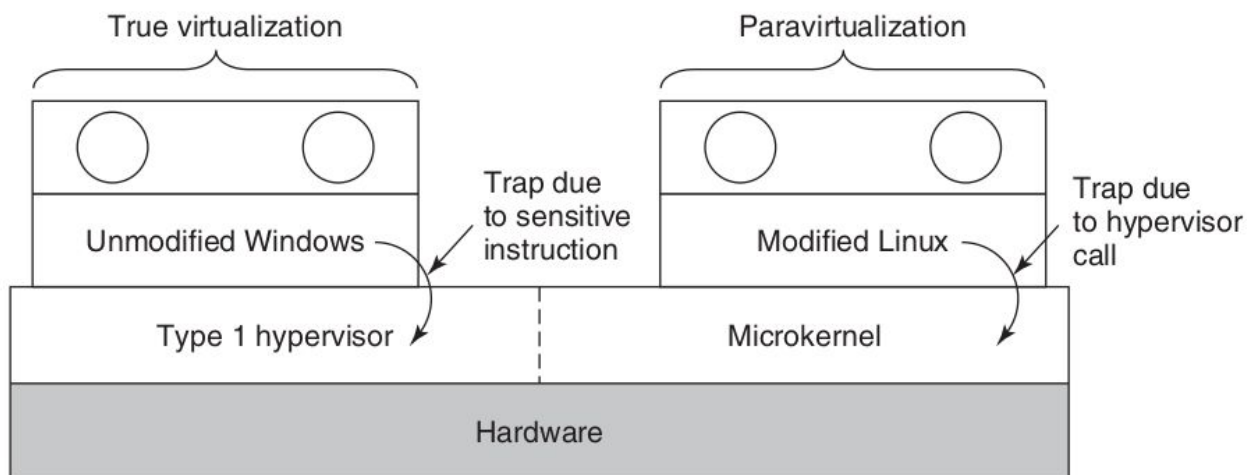 True virtualization
Paravirtualization
Trap due
to sensitive
instruction
Trap due
to hypervisor
call
Unmodified Windows
Modified Linux
Type 1 hypervisor
Microkernel
Hardware